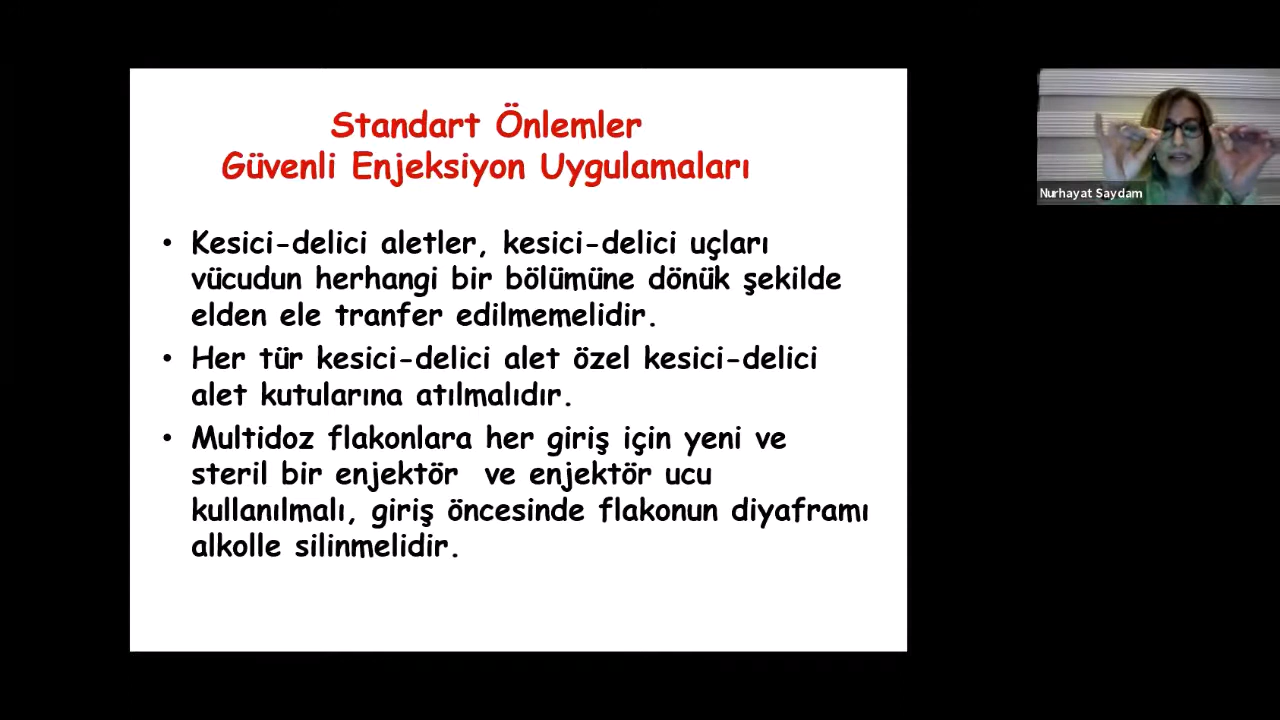 Standart Önlemler
Güvenli Enjeksiyon Uygulamaları
• Kesici-delici aletler, kesici-delici uçları
vücudun herhangi bir bölümüne dönük şekilde
elden ele tranfer edilmemelidir.
• Her tür kesici-delici alet özel kesici-delici
alet kutularına atılmalıdır.
• Multidoz flakonlara her giriş için yeni ve
steril bir enjektör ve enjektör ucu
kullanılmalı, giriş öncesinde flakonun diyaframı
alkolle silinmelidir.
Nurhayat Saydam